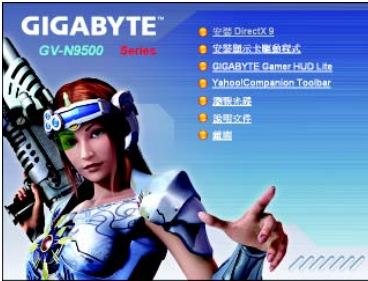 GIGABYTE™
GV-N9500 Series
安裝 DirectX 9
安裝顯示卡驅動程式
GIGABYTE Gamer HUD Lite
Yahoo!Companion Toolbar
瀏覽光碟
說明文件
離開